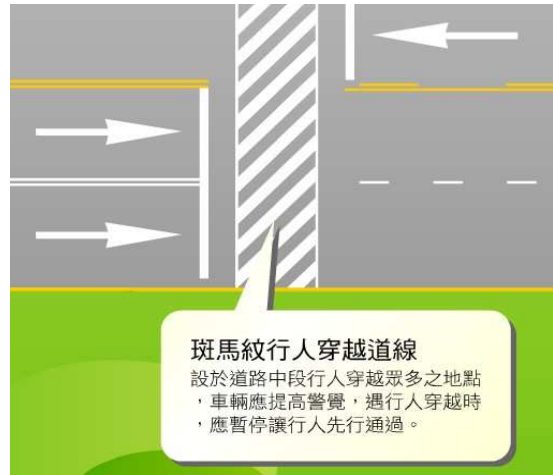 斑馬紋行人穿越道線
設於道路中段行人穿越眾多之地點
，車輛應提高警覺，遇行人穿越時
，應暫停讓行人先行通過。